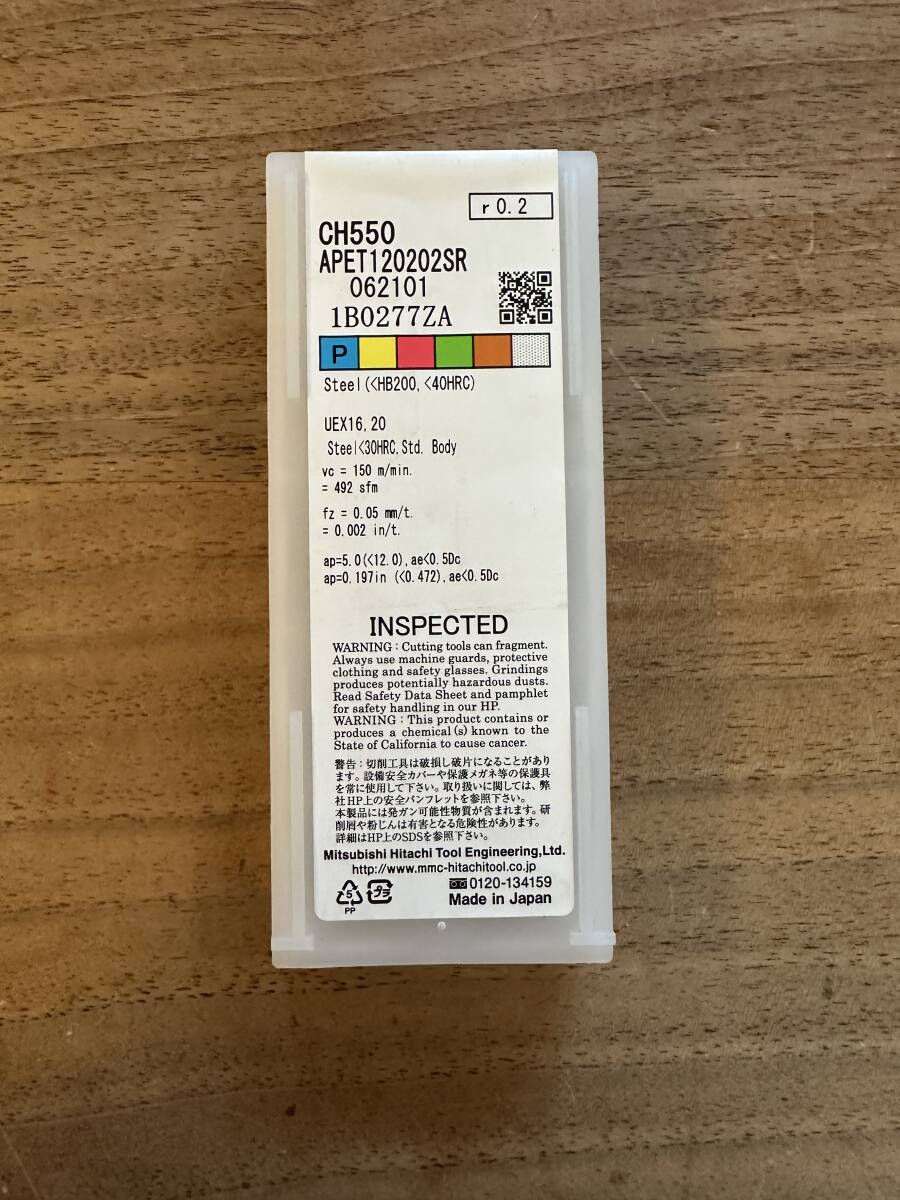 r0.2
CH550
APET120202SR
062101
1B0277ZA
P
Steel(<HB200,<40HRC)
UEX16,20
Steel<30HRC.Std. Body
vc = 150 m/min.
= 492 sfm
fz = 0.05 mm/t.
= 0.002 in/t.
ap=5.0(<12.0),ae<0.5Dc
ap=0.197in (<0.472),ae<0.5Dc
INSPECTED
WARNING : Cutting tools can fragment.
Always use machine guards, protective
clothing and safety glasses. Grindings
produces potentially hazardous dusts.
Read Safety Data Sheet and pamphlet
for safety handling in our HP.
WARNING : This product contains or
produces a chemical(s) known to the
State of California to cause cancer.
警告：切削工具は破損し破片になることがあり
ます。設備安全カバーや保護メガネ等の保護具
を常に使用して下さい。取り扱いに関しては、弊
社HP上の安全パンフレットを参照下さい。
本製品には発ガン可能性物質が含まれます。研
削屑や粉じんは有害となる危険性があります。
詳細はHP上のSDSを参照下さい。
Mitsubishi Hitachi Tool Engineering,Ltd.
http://www.mmc-hitachitool.co.jp
5 プラ 0120-134159
PP Made in Japan